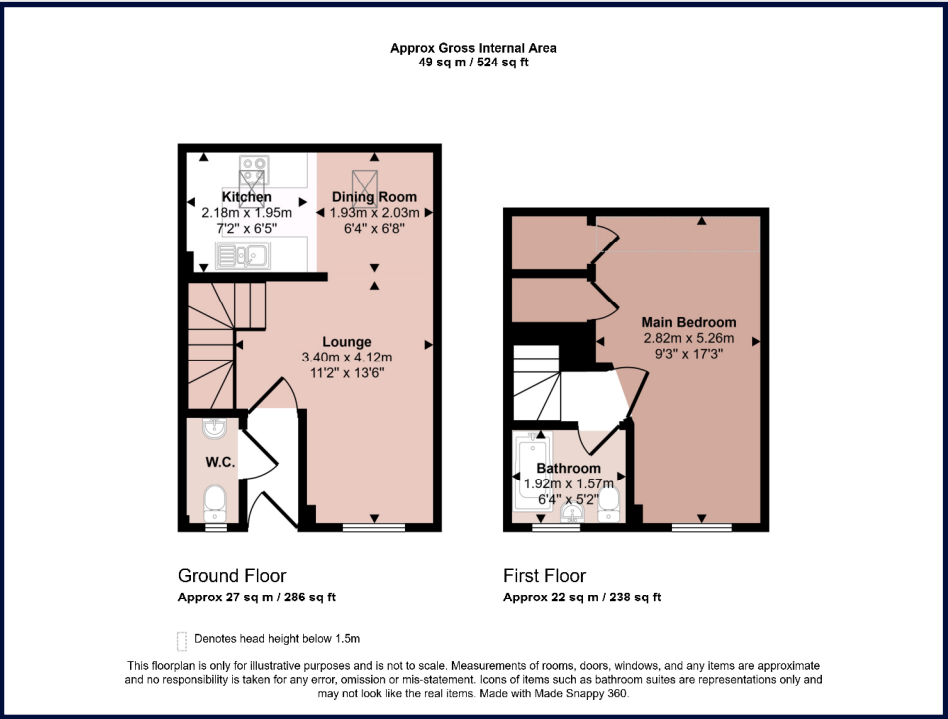 Approx Gross Internal Area
49 sq m / 524 sq ft
Kitchen
2.18m x 1.95m
7'2" x 6'5"
Dining Room
1.93m x 2.03m
6'4" x 6'8"
Lounge
3.40m x 4.12m
11'2" x 13'6"
W.C.
Main Bedroom
2.82m x 5.26m
9'3" x 17'3"
Bathroom
1.92m x 1.57m
6'4" x 5'2"
Ground Floor
Approx 27 sq m / 286 sq ft
First Floor
Approx 22 sq m / 238 sq ft
Denotes head height below 1.5m
This floorplan is only for illustrative purposes and is not to scale. Measurements of rooms, doors, windows, and any items are approximate
and no responsibility is taken for any error, omission or mis-statement. Icons of items such as bathroom suites are representations only and
may not look like the real items. Made with Made Snappy 360.